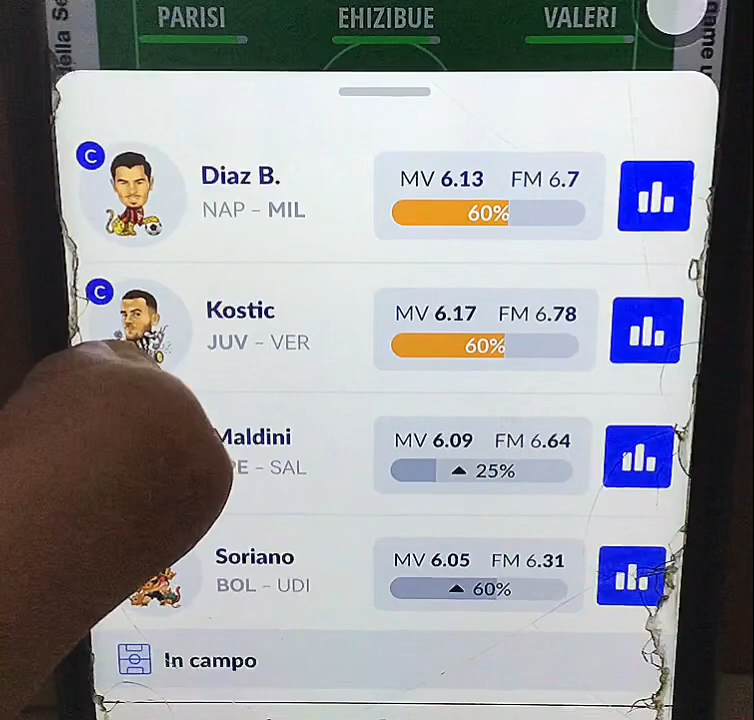 PARISI EHIZIBUE VALERI
C
Diaz B. MV 6.13 FM 6.7
NAP – MIL 60%
C
Kostic MV 6.17 FM 6.78
JUV – VER 60%
Maldini MV 6.09 FM 6.64
– SAL 25%
Soriano MV 6.05 FM 6.31
BOL – UDI 60%
In campo